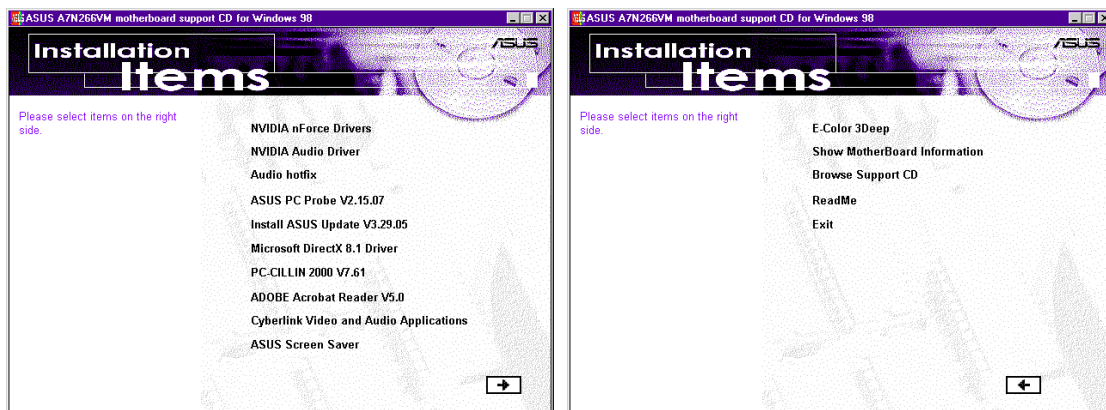 ASUS A7N266VM motherboard support CD for Windows 98
Installation
Items
ASUS
Please select items on the right
side.
NVIDIA nForce Drivers
NVIDIA Audio Driver
Audio hotfix
ASUS PC Probe V2.15.07
Install ASUS Update V3.29.05
Microsoft DirectX 8.1 Driver
PC-CILLIN 2000 V7.61
ADOBE Acrobat Reader V5.0
Cyberlink Video and Audio Applications
ASUS Screen Saver
ASUS A7N266VM motherboard support CD for Windows 98
Installation
Items
ASUS
Please select items on the right
side.
E-Color 3Deep
Show MotherBoard Information
Browse Support CD
ReadMe
Exit